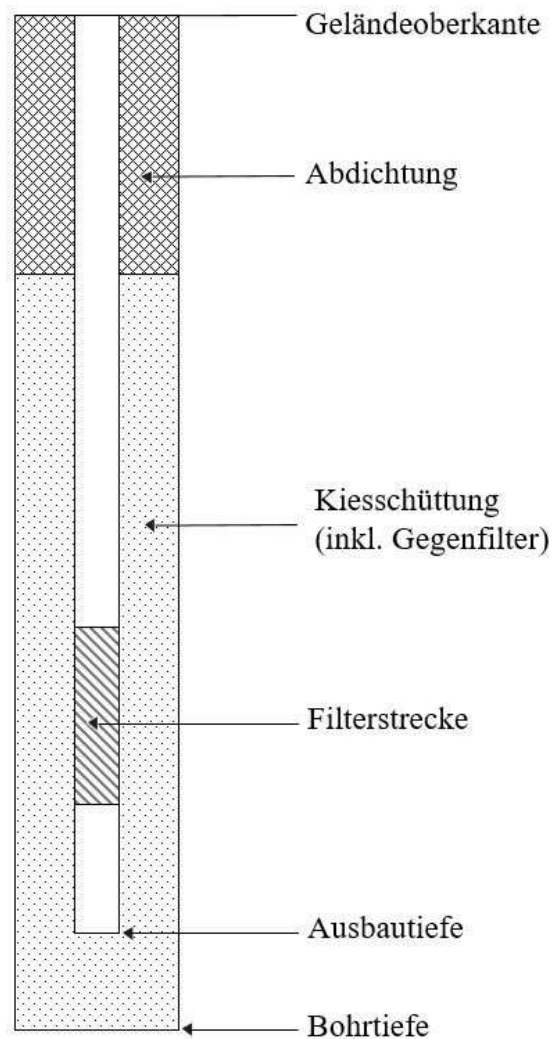 Geländeoberkante
Abdichtung
Kiesschüttung
(inkl. Gegenfilter)
Filterstrecke
Ausbautiefe
Bohrtiefe